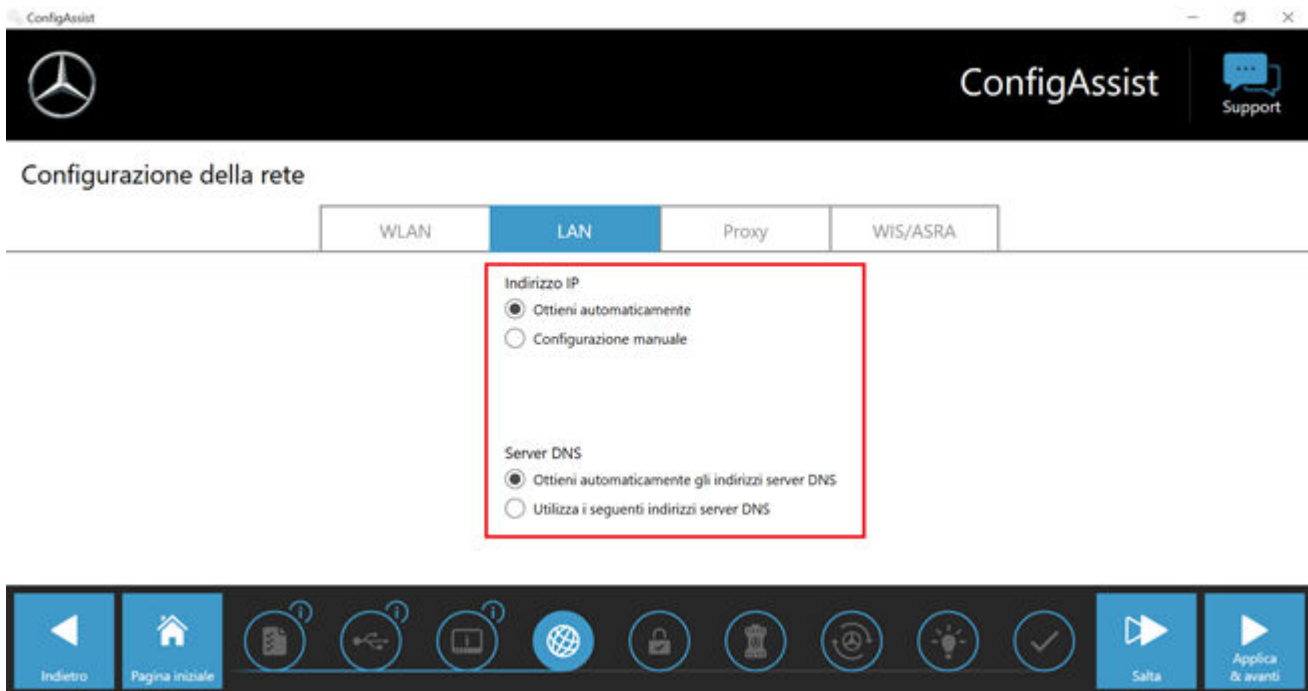 ConfigAssist
ConfigAssist
Support
Configurazione della rete
WLAN
LAN
Proxy
WIS/ASRA
Indirizzo IP
Ottieni automaticamente
Configurazione manuale
Server DNS
Ottieni automaticamente gli indirizzi server DNS
Utilizza i seguenti indirizzi server DNS
Indietro
Pagina iniziale
Salta
Applica
& avanti